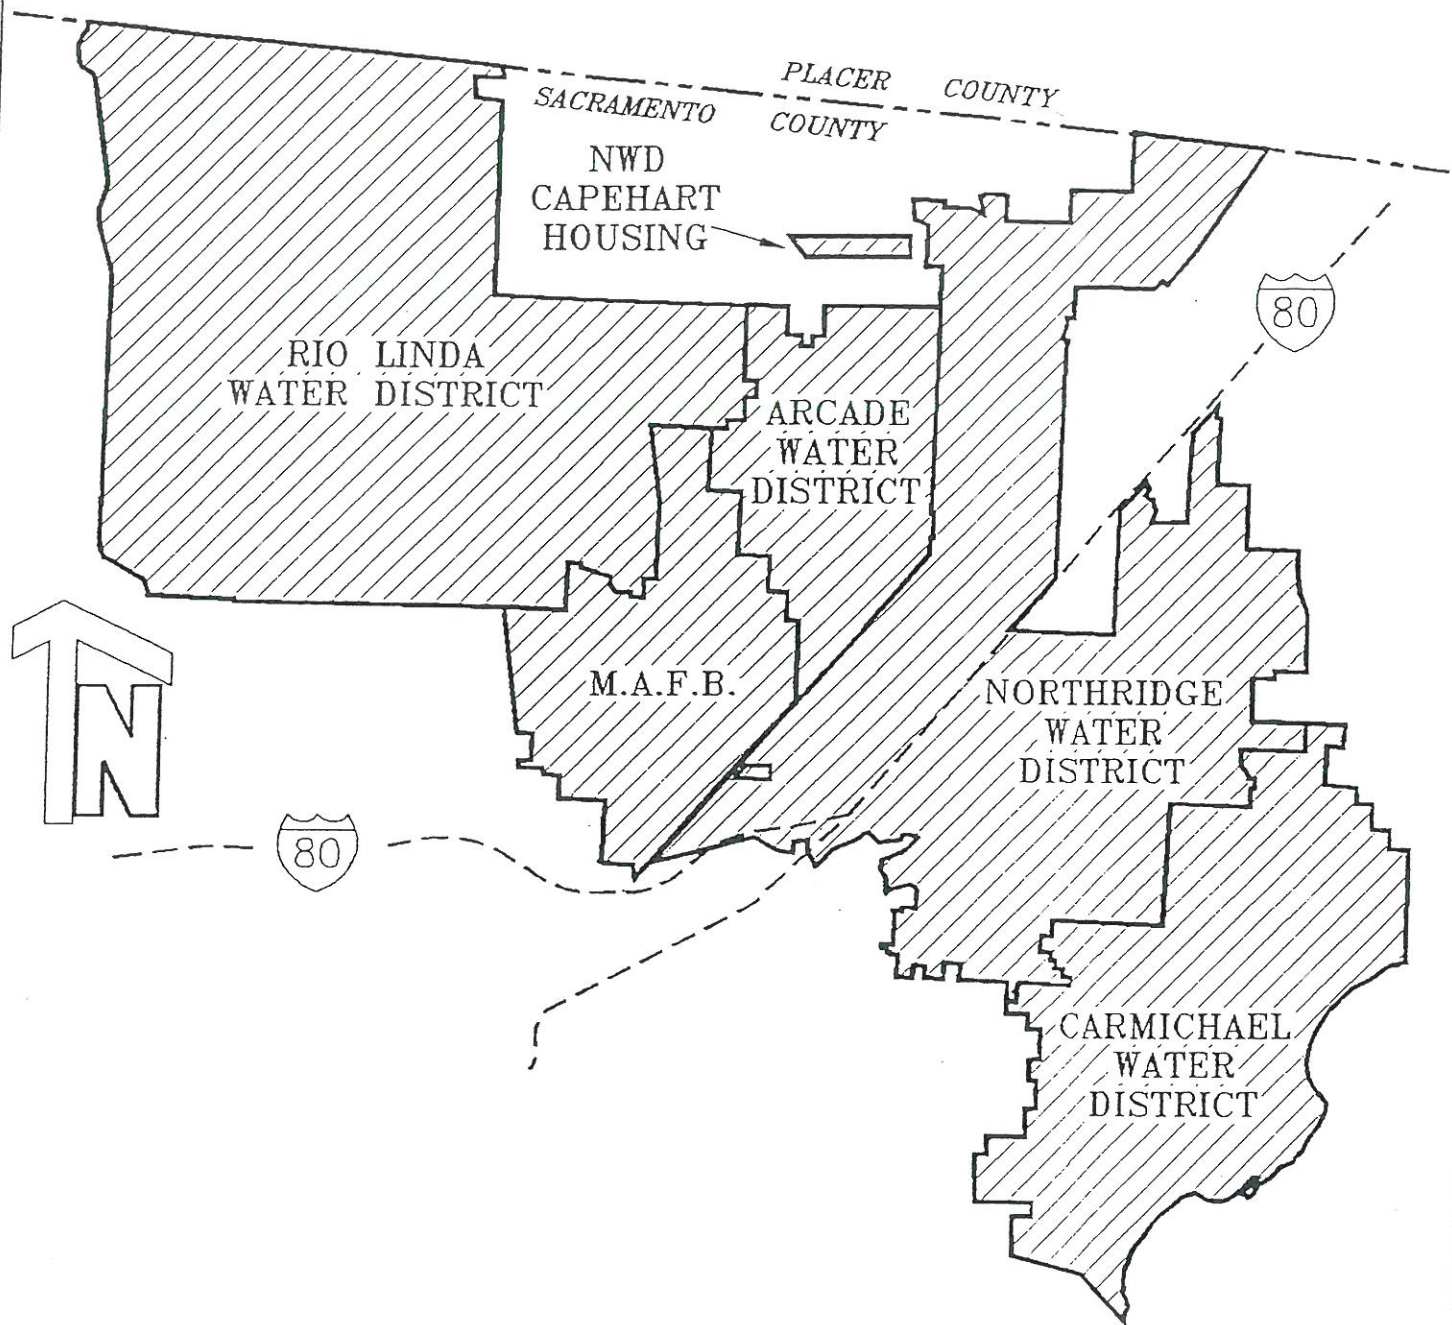 PLACER COUNTY
SACRAMENTO COUNTY
NWD
CAPEHART
HOUSING
80
RIO LINDA
WATER DISTRICT
ARCADE
WATER
DISTRICT
M.A.F.B.
NORTHRIDGE
WATER
DISTRICT
N
80
CARMICHAEL
WATER
DISTRICT